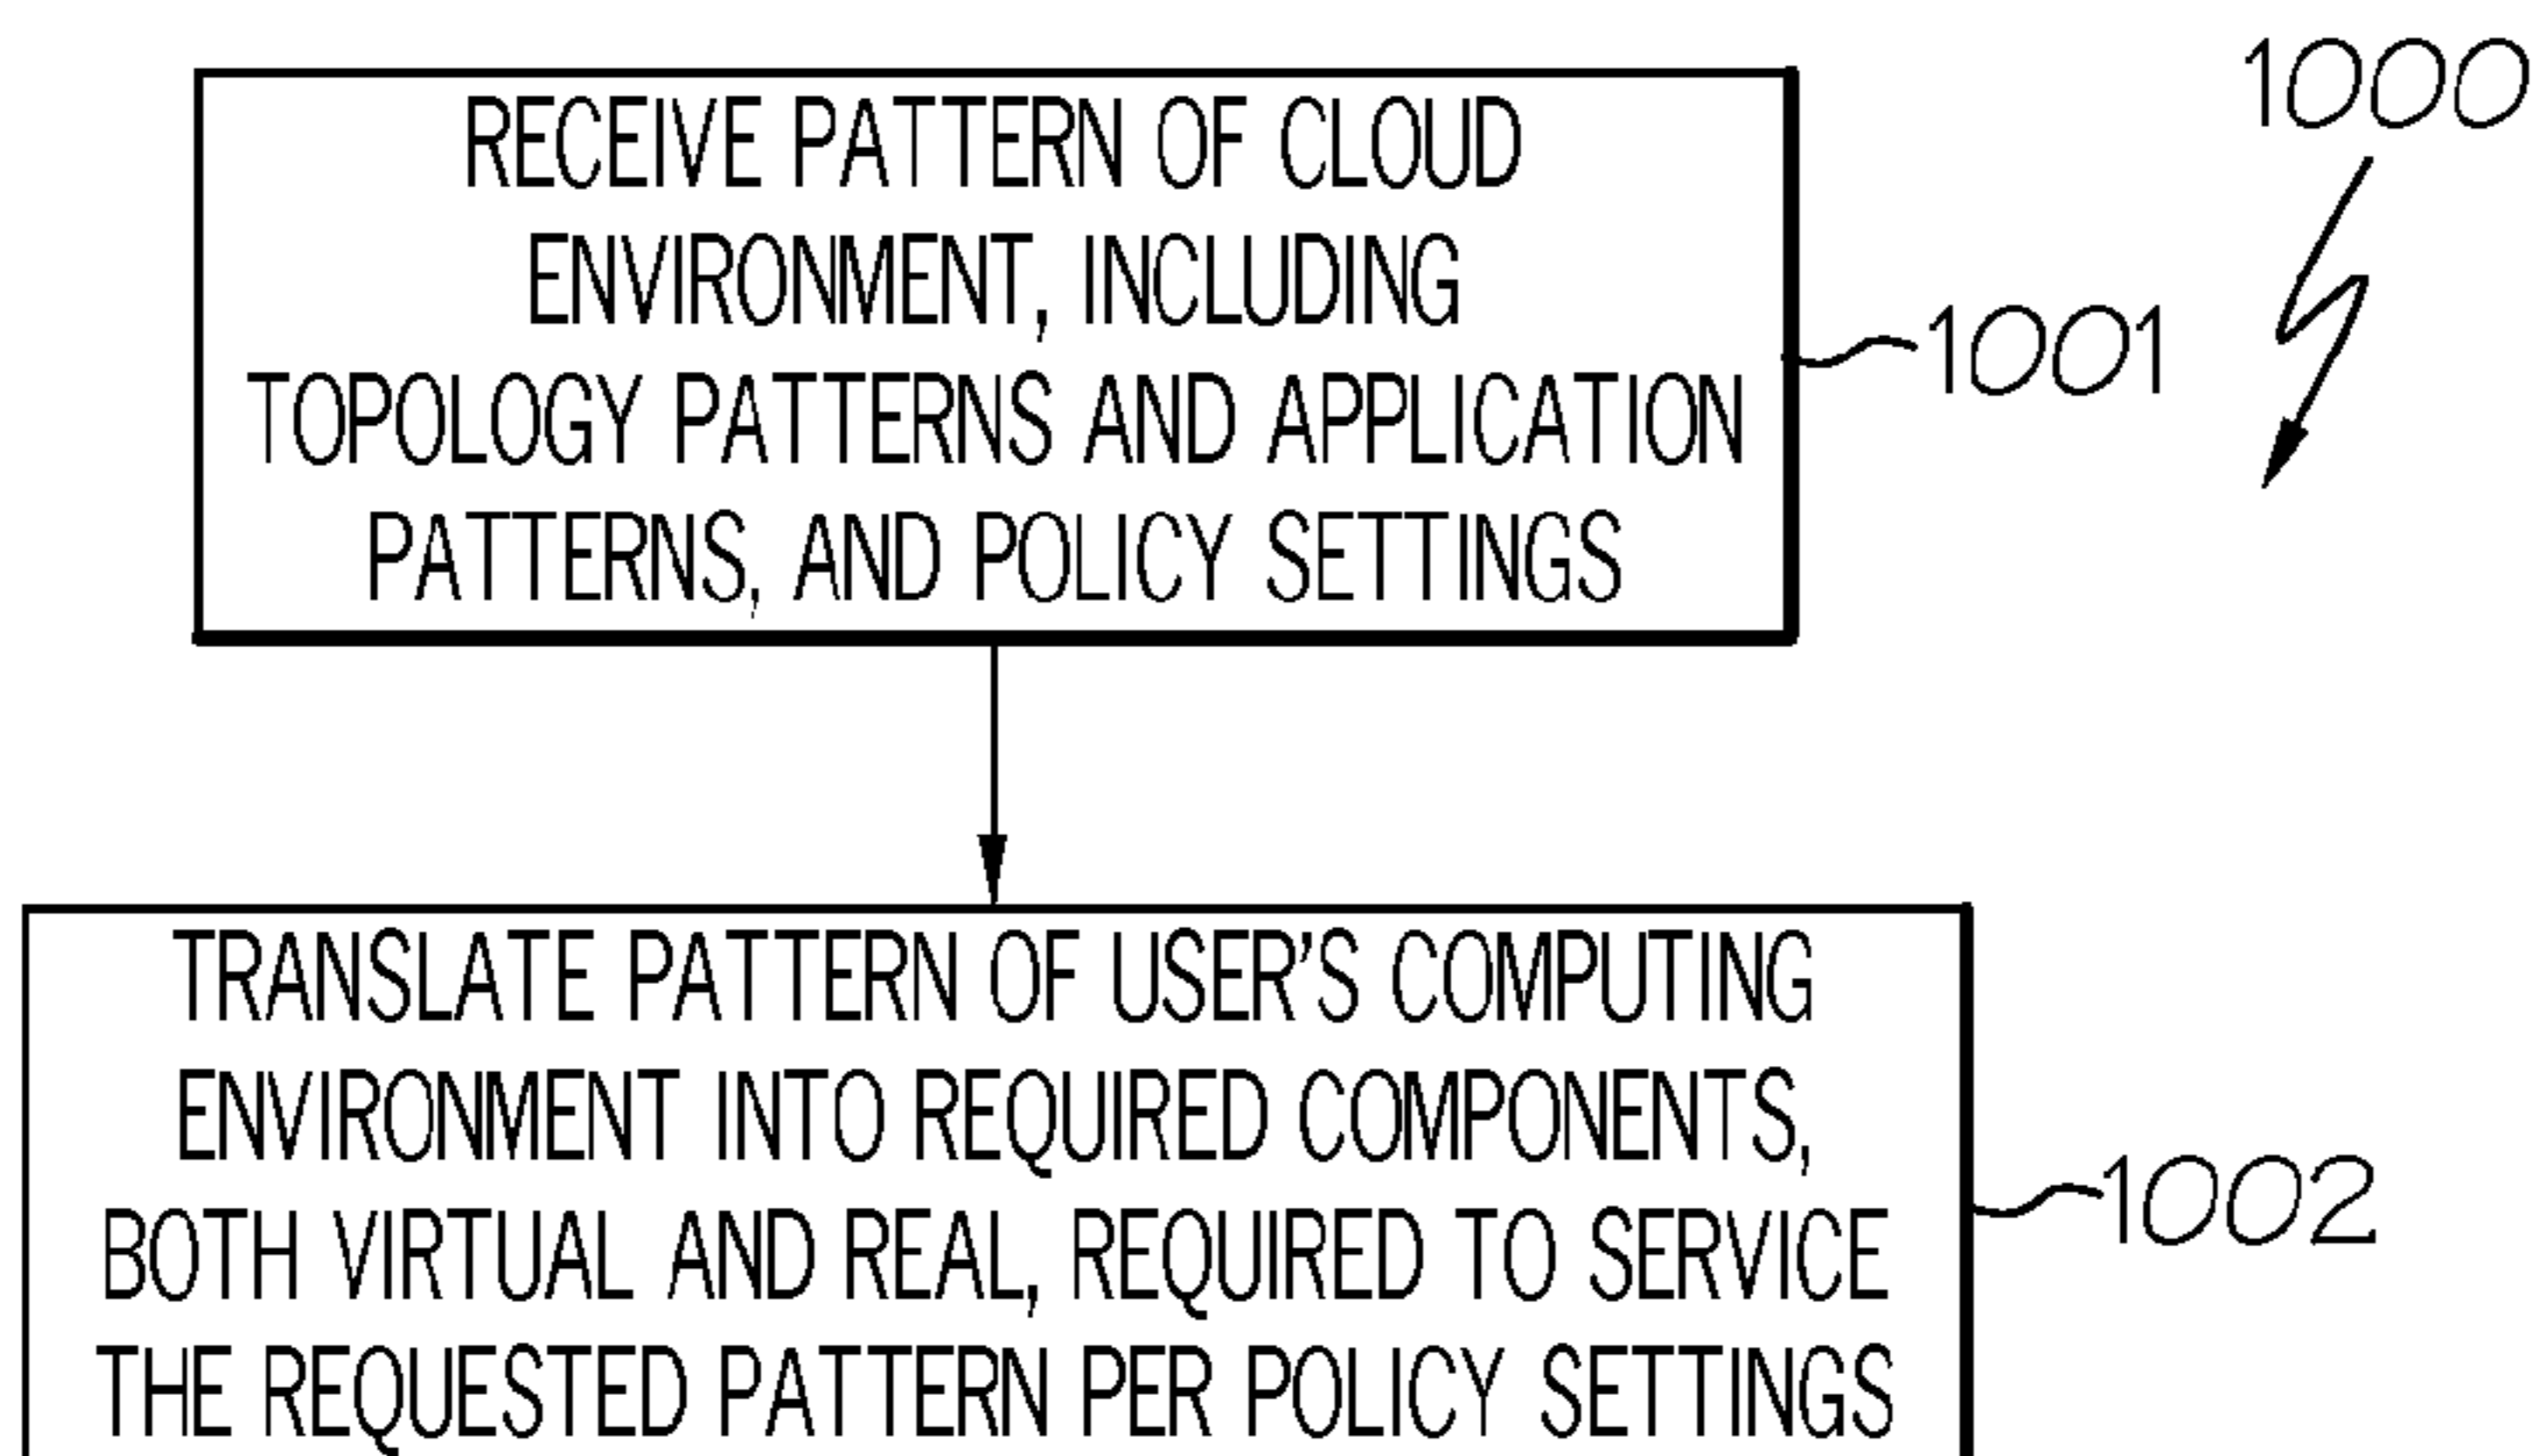 1000
RECEIVE PATTERN OF CLOUD
ENVIRONMENT, INCLUDING
TOPOLOGY PATTERNS AND APPLICATION
PATTERNS, AND POLICY SETTINGS
1001
TRANSLATE PATTERN OF USER'S COMPUTING
ENVIRONMENT INTO REQUIRED COMPONENTS,
BOTH VIRTUAL AND REAL, REQUIRED TO SERVICE
THE REQUESTED PATTERN PER POLICY SETTINGS
1002